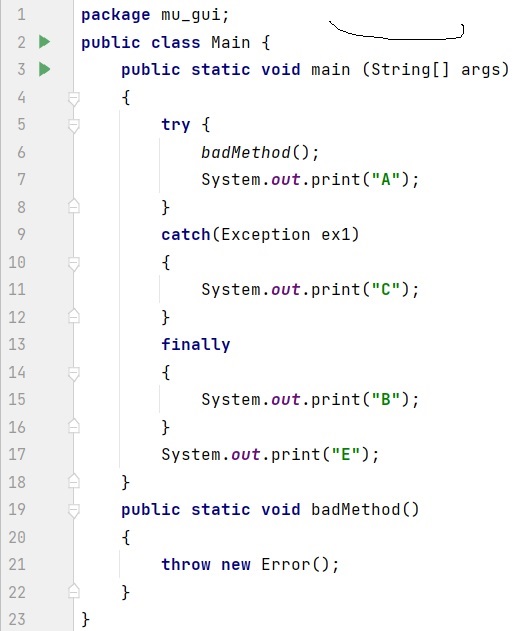 1 package mu_gui;
2 public class Main {
3 public static void main (String[] args)
4 {
5 try {
6 badMethod();
7 System.out.print("A");
8 }
9 catch(Exception ex1)
10 {
11 System.out.print("C");
12 }
13 finally
14 {
15 System.out.print("B");
16 }
17 System.out.print("E");
18 }
19 public static void badMethod()
20 {
21 throw new Error();
22 }
23 }